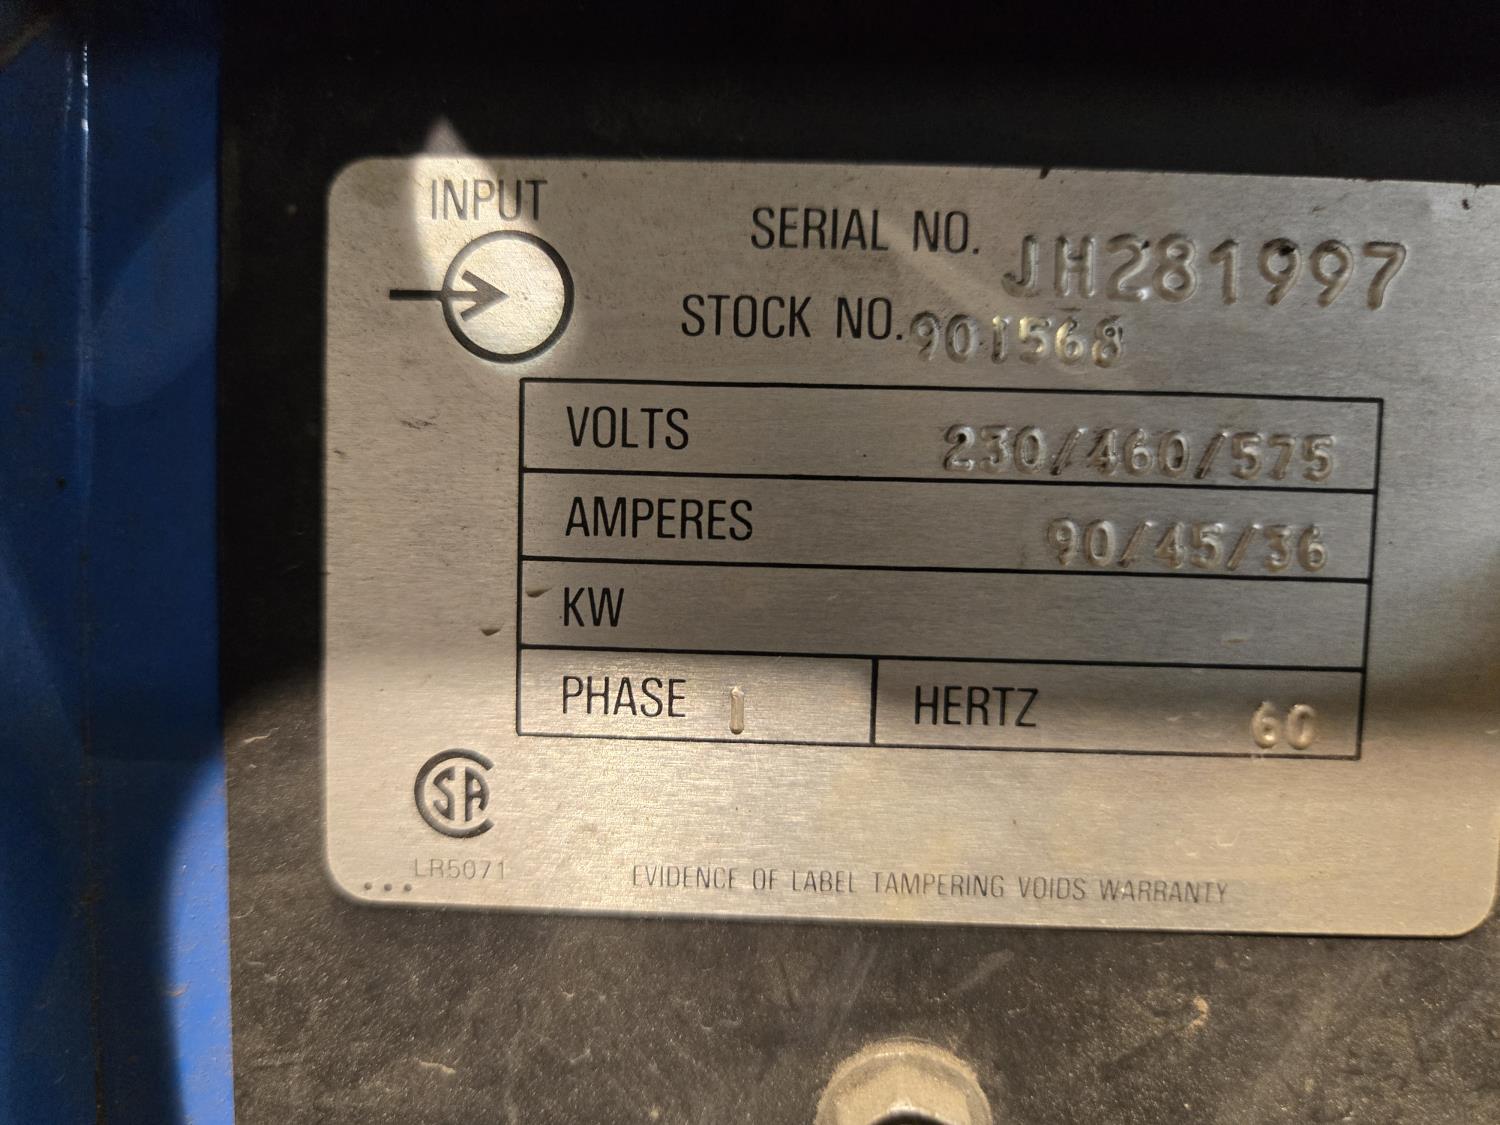 INPUT
SERIAL NO. JH281997
STOCK NO. 901568
VOLTS 230/460/575
AMPERES 90/45/36
KW
PHASE 1 HERTZ 60
CSA
LR5071
EVIDENCE OF LABEL TAMPERING VOIDS WARRANTY